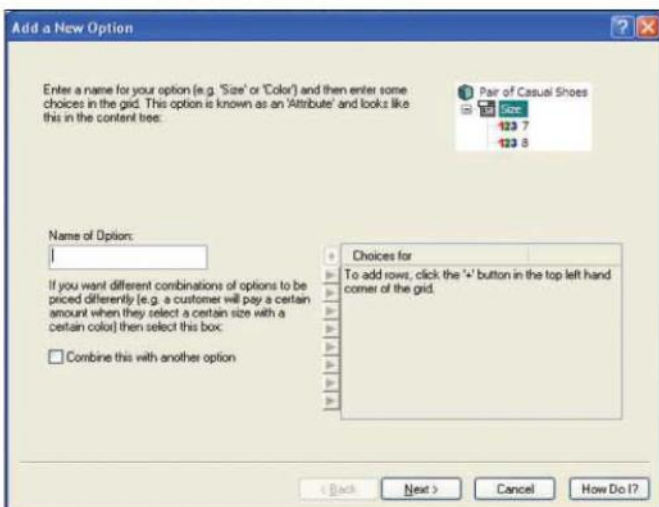 Add a New Option
Enter a name for your option (e.g. 'Size' or 'Color') and then enter some
choices in the grid. This option is known as an 'Attribute' and looks like
this in the content tree:
Pair of Casual Shoes
Size
123 7
123 8
Name of Option:
If you want different combinations of options to be
priced differently (e.g. a customer will pay a certain
amount when they select a certain size with a
certain color) then select this box:
Combine this with another option
+ Choices for
To add rows, click the '+' button in the top left hand
corner of the grid.
< Back
Next >
Cancel
How Do I?